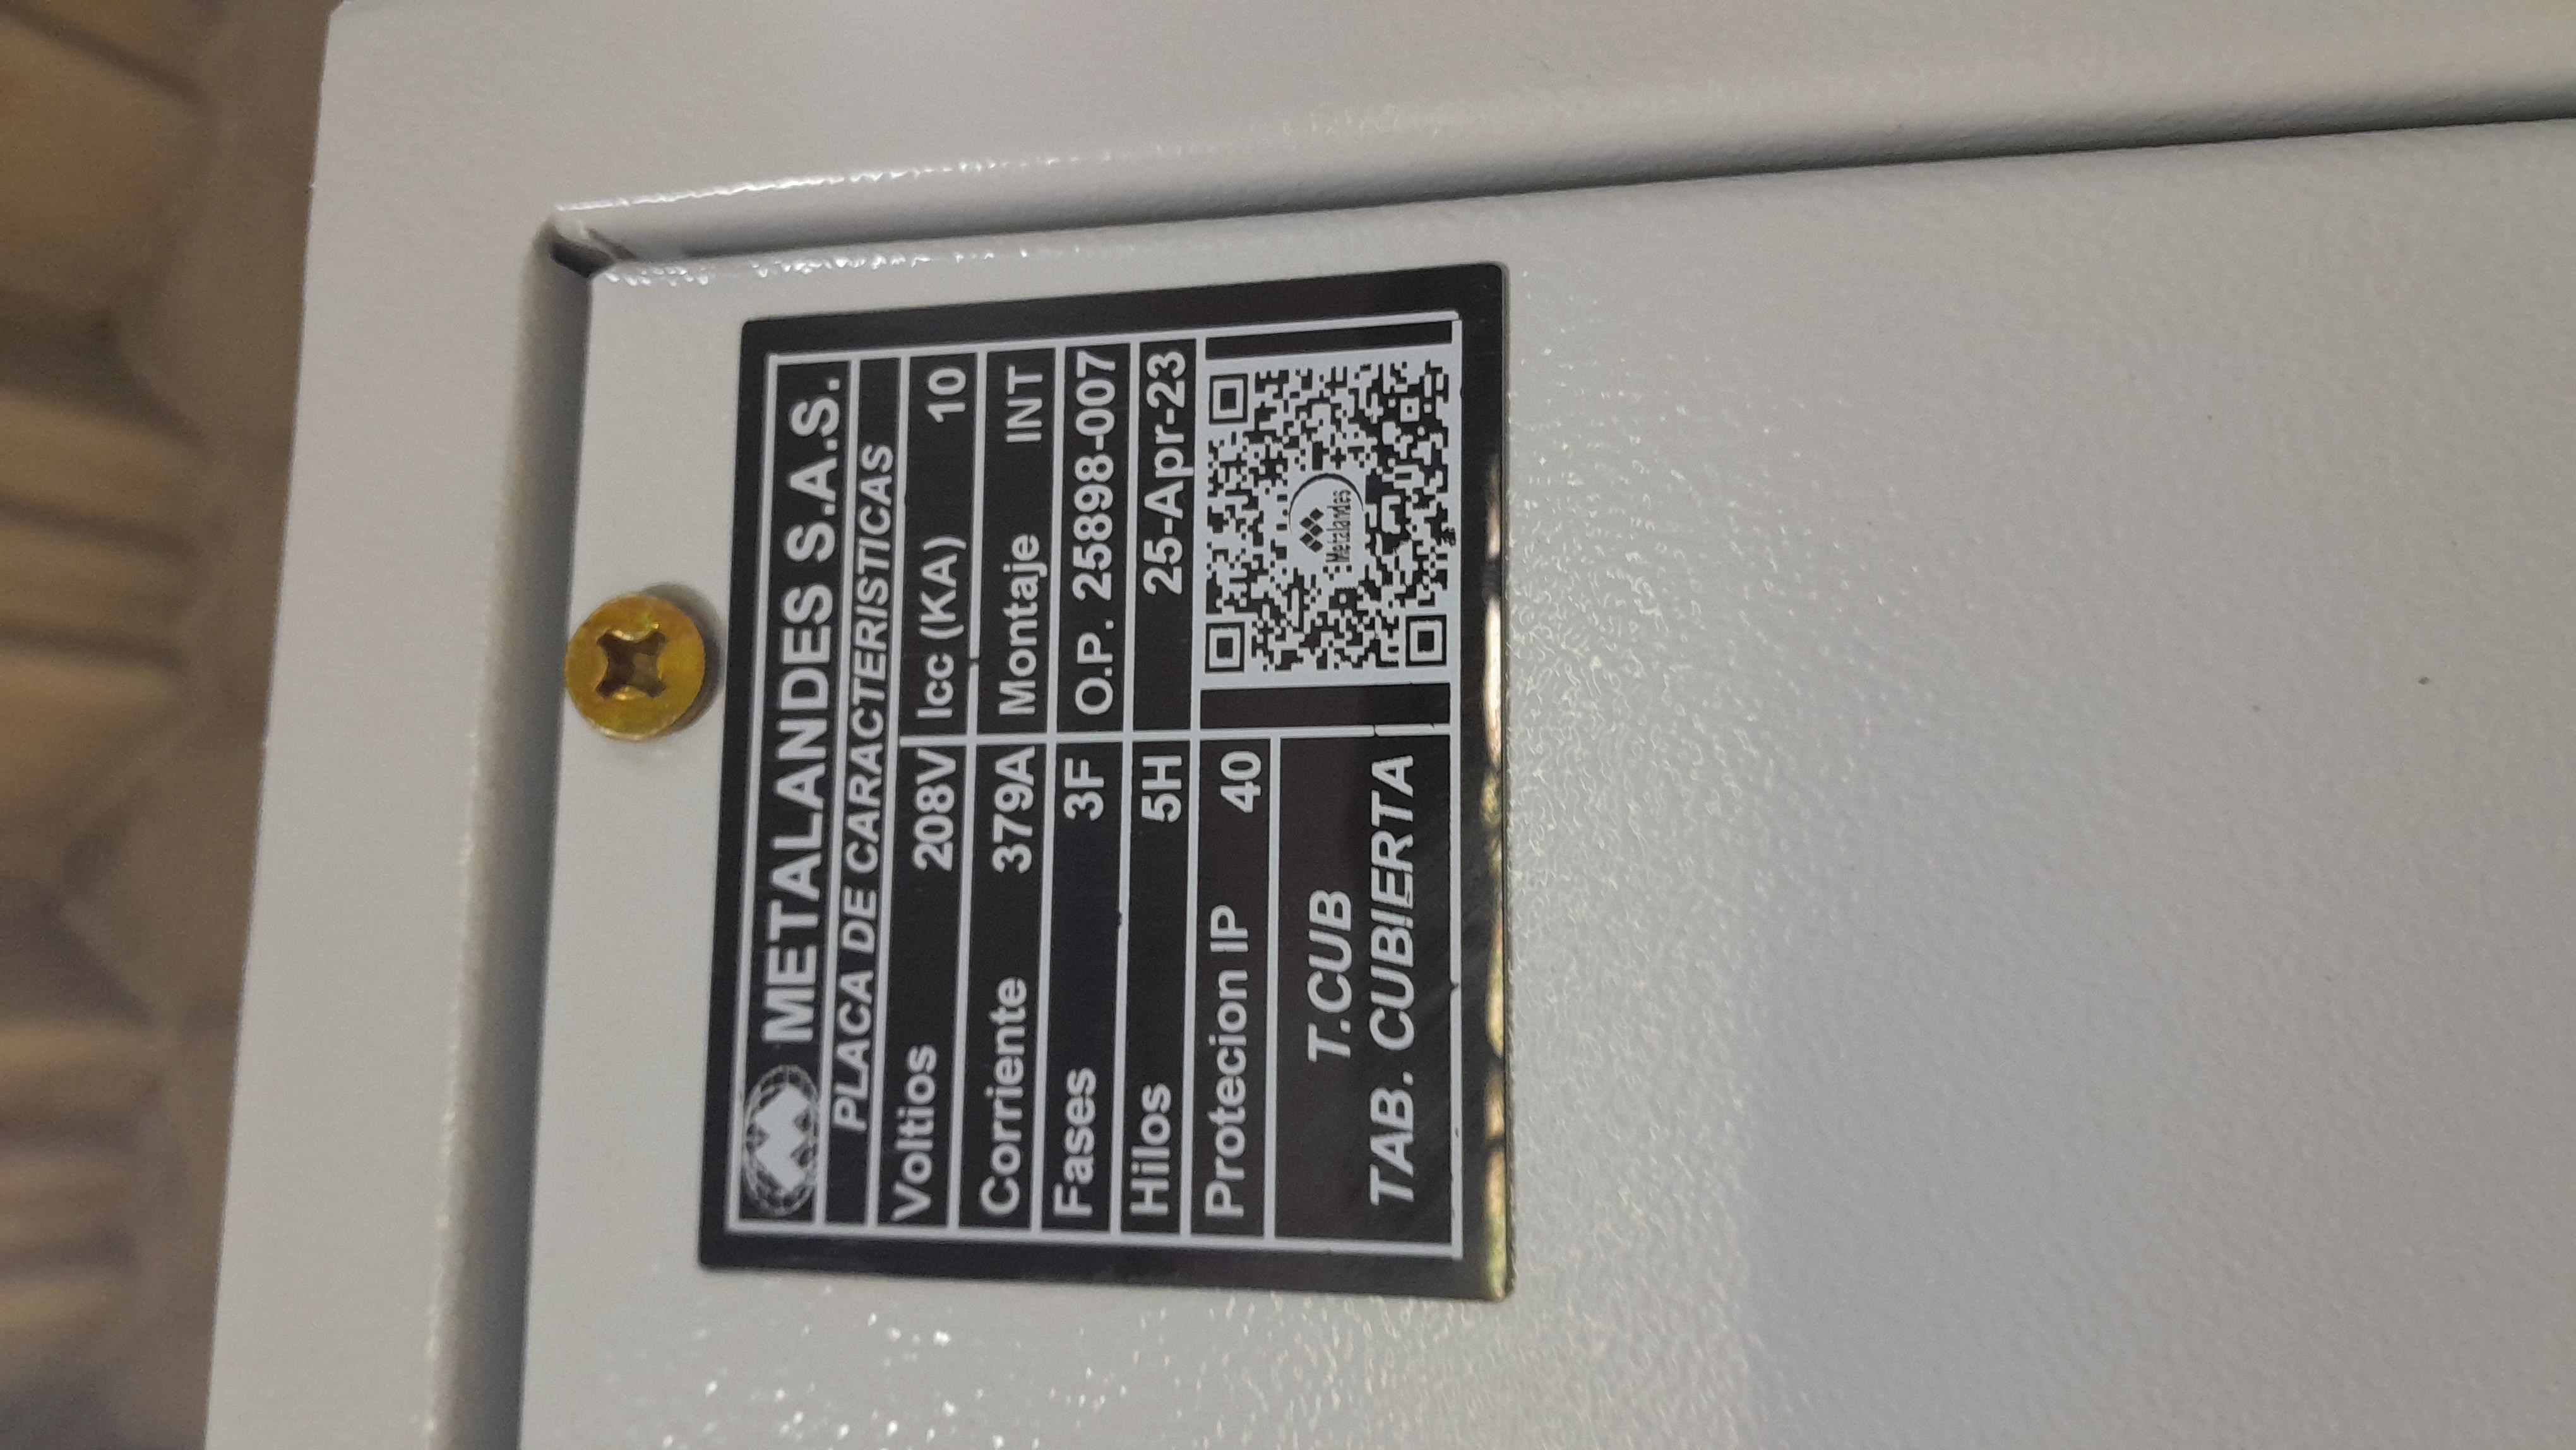 METALANDES S.A.S.
PLACA DE CARACTERISTICAS
Voltios 208V Icc (KA) 10
Corriente 379A Montaje INT
Fases 3F O.P. 25898-007
Hilos 5H 25-Apr-23
Protecion IP 40
Metalandes
T.CUB
TAB. CUBIERTA